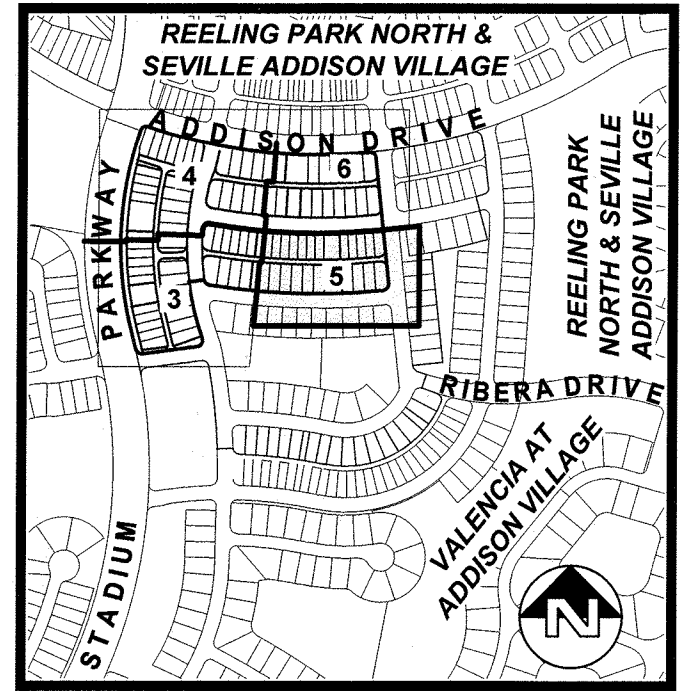 REELING PARK NORTH &
SEVILLE ADDISON VILLAGE
ADDISON DRIVE
4
6
5
3
PARKWAY
STADIUM
REELING PARK
NORTH & SEVILLE
ADDISON VILLAGE
RIBERA DRIVE
VALENCIA AT
ADDISON VILLAGE
N